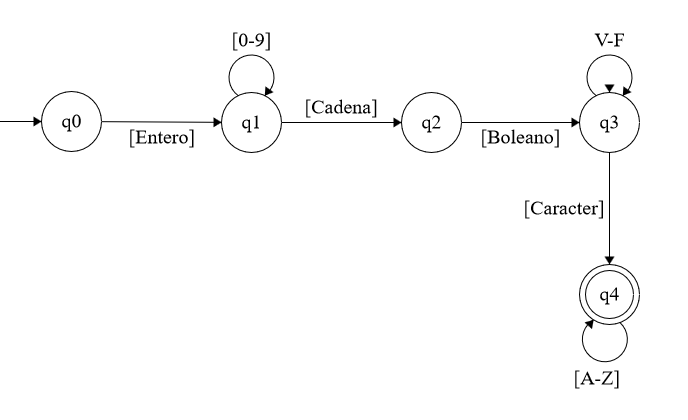 [0-9]
V-F
q0
[Entero]
q1
[Cadena]
q2
[Boleano]
q3
[Caracter]
q4
[A-Z]